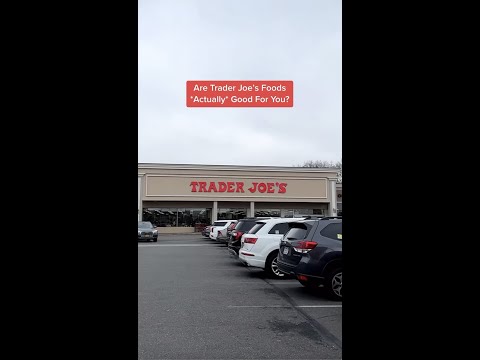 Are Trader Joe's Foods
*Actually* Good For You?
TRADER JOE'S